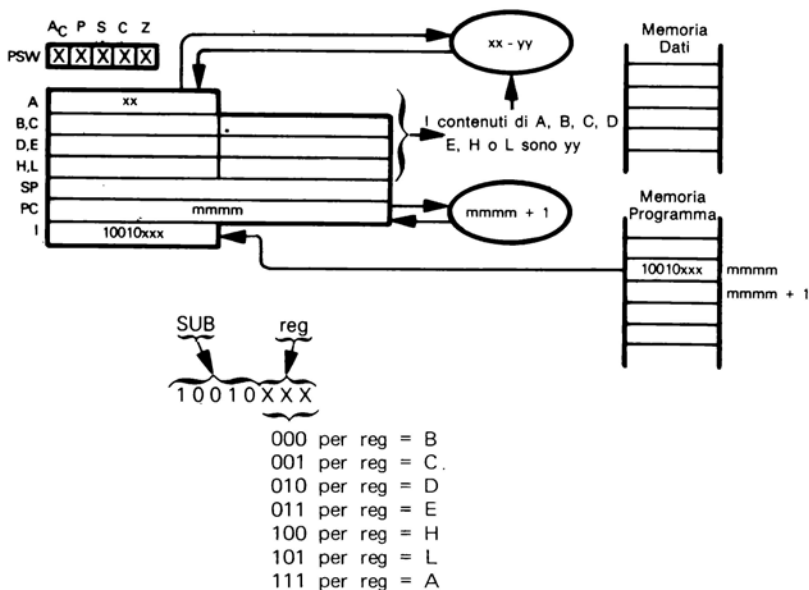 AC P S C Z
PSW X X X X X
A xx
B,C
D,E
H,L
SP
PC mmmm
I 10010xxx
xx - yy
I contenuti di A, B, C, D
E, H o L sono yy
mmmm + 1
Memoria
Dati
Memoria
Programma
10010xxx mmmm
mmmm + 1
SUB reg
10010XXX
000 per reg = B
001 per reg = C.
010 per reg = D
011 per reg = E
100 per reg = H
101 per reg = L
111 per reg = A